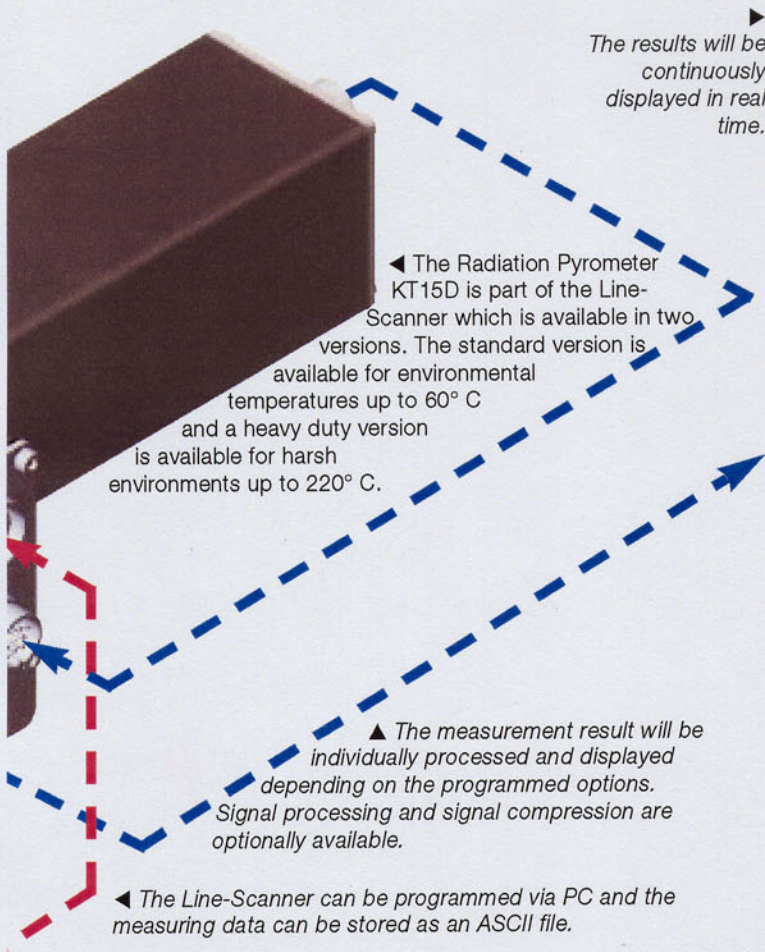 ▶
The results will be
continuously
displayed in real
time.
◀ The Radiation Pyrometer
KT15D is part of the Line-
Scanner which is available in two
versions. The standard version is
available for environmental
temperatures up to 60° C
and a heavy duty version
is available for harsh
environments up to 220° C.
▲ The measurement result will be
individually processed and displayed
depending on the programmed options.
Signal processing and signal compression are
optionally available.
◀ The Line-Scanner can be programmed via PC and the
measuring data can be stored as an ASCII file.